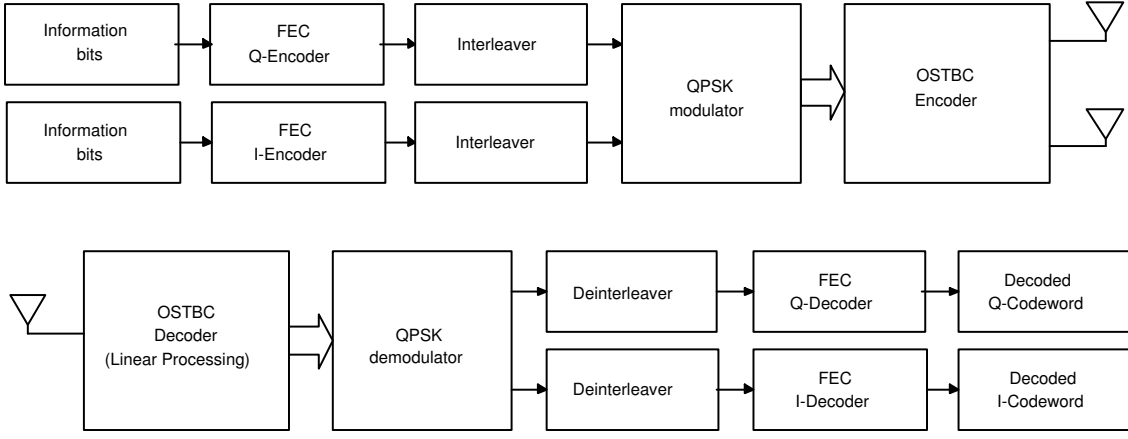 Information
bits
FEC
Q-Encoder
Interleaver
QPSK
modulator
OSTBC
Encoder
Information
bits
FEC
I-Encoder
Interleaver
OSTBC
Decoder
(Linear Processing)
QPSK
demodulator
Deinterleaver
FEC
Q-Decoder
Decoded
Q-Codeword
Deinterleaver
FEC
I-Decoder
Decoded
I-Codeword